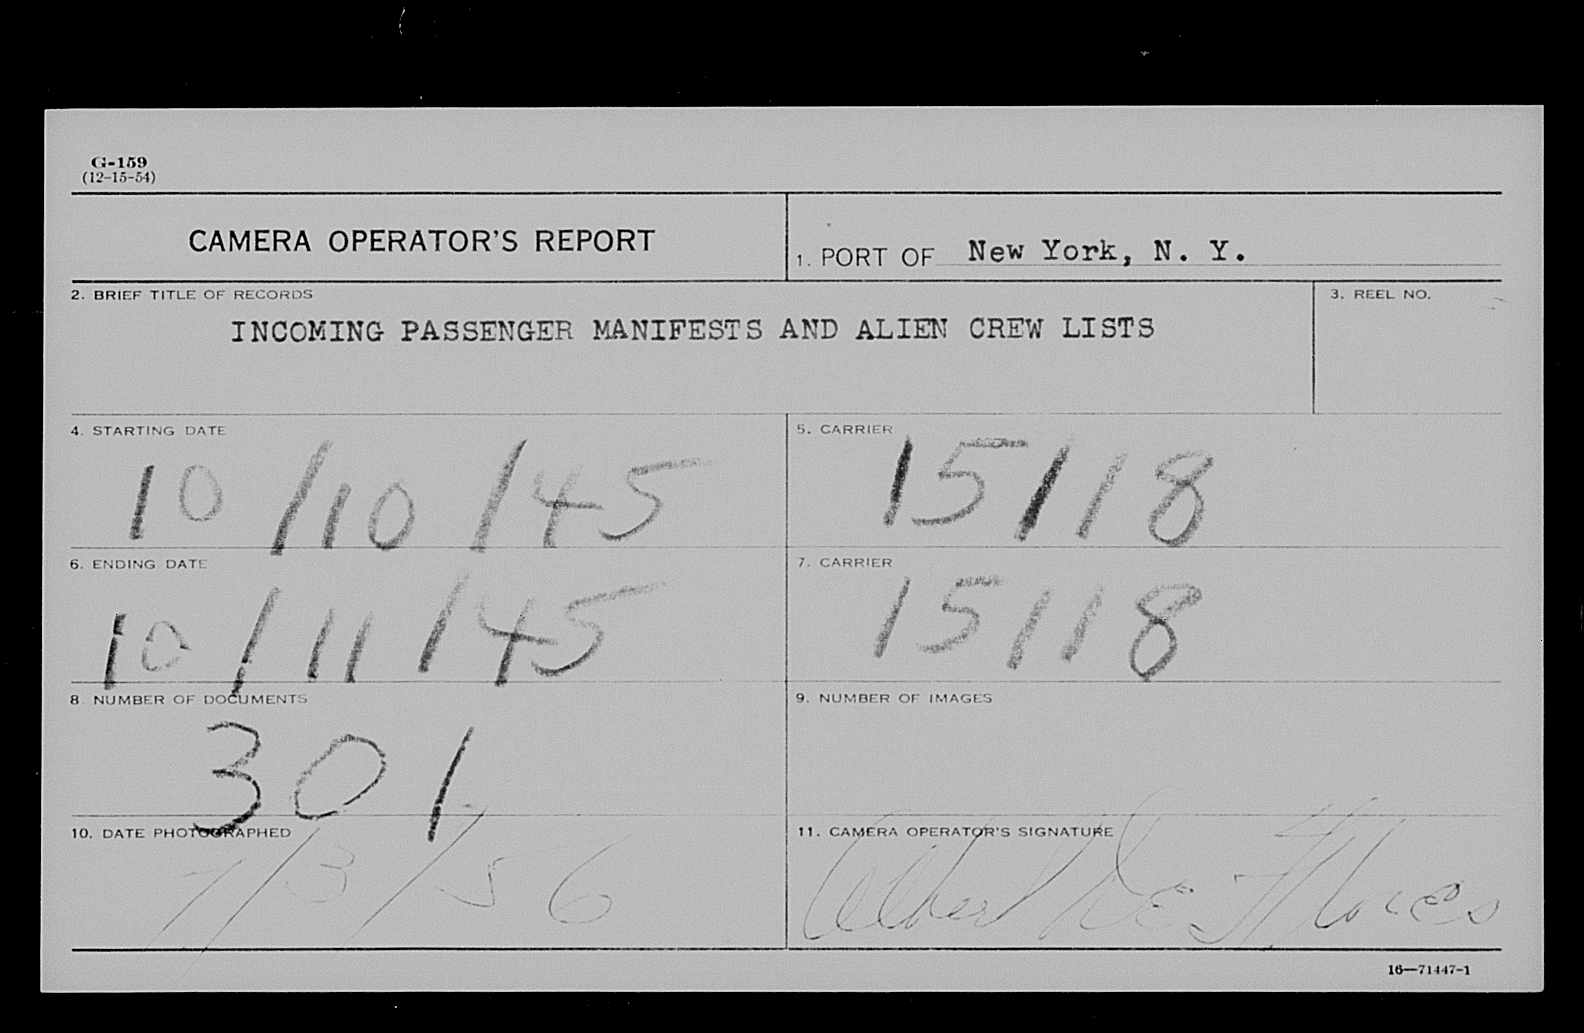 G-159
(12-15-54)
CAMERA OPERATOR'S REPORT
1. PORT OF New York, N. Y.
2. BRIEF TITLE OF RECORDS
INCOMING PASSENGER MANIFESTS AND ALIEN CREW LISTS
3. REEL NO.
4. STARTING DATE
10/10/45
5. CARRIER
15118
6. ENDING DATE
10/11/45
7. CARRIER
15118
8. NUMBER OF DOCUMENTS
301
9. NUMBER OF IMAGES
10. DATE PHOTOGRAPHED
7/3/56
11. CAMERA OPERATOR'S SIGNATURE
Albert De
16—71447-1